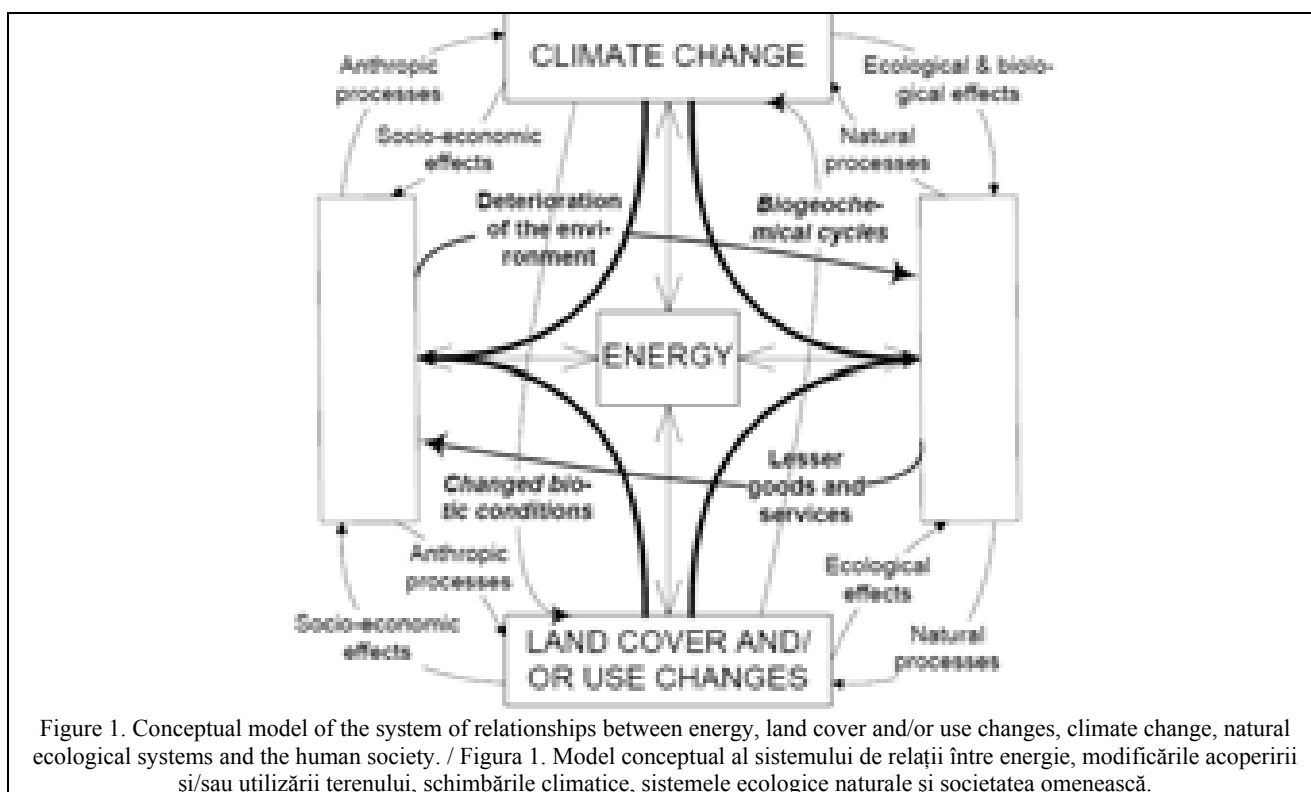 CLIMATE CHANGE
Anthropic
processes
Ecological & biolo-
gical effects
Socio-economic
effects
Natural
processes
Deterioration
of the envi-
ronment
Biogeoche-
mical cycles
ENERGY
Changed bio-
tic conditions
Lesser
goods and
services
Anthropic
processes
Ecological
effects
Socio-economic
effects
Natural
processes
LAND COVER AND/
OR USE CHANGES
Figure 1. Conceptual model of the system of relationships between energy, land cover and/or use changes, climate change, natural
ecological systems and the human society. / Figura 1. Model conceptual al sistemului de relații între energie, modificările acoperirii
și/sau utilizării terenului, schimbările climatice, sistemele ecologice naturale și societatea omenească.